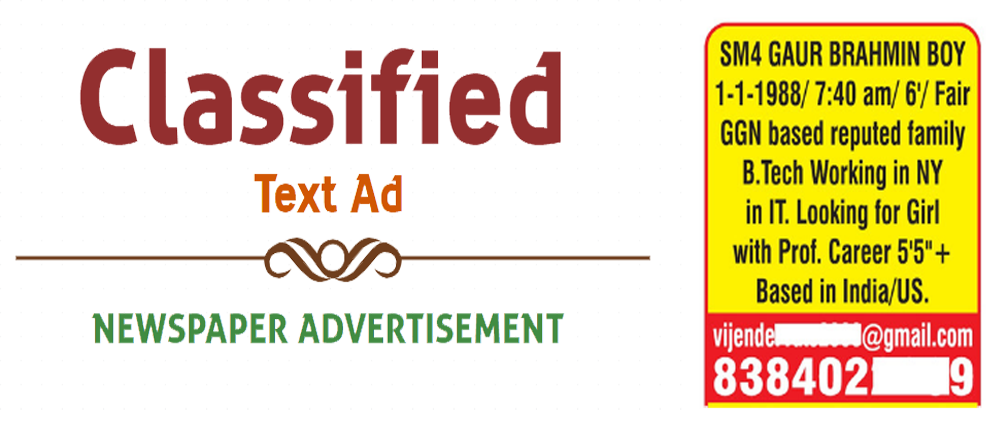 Classified
Text Ad
NEWSPAPER ADVERTISEMENT
SM4 GAUR BRAHMIN BOY
1-1-1988/ 7:40 am/ 6'/ Fair
GGN based reputed family
B.Tech Working in NY
in IT. Looking for Girl
with Prof. Career 5'5"+
Based in India/US.
vijende @gmail.com
838402 9